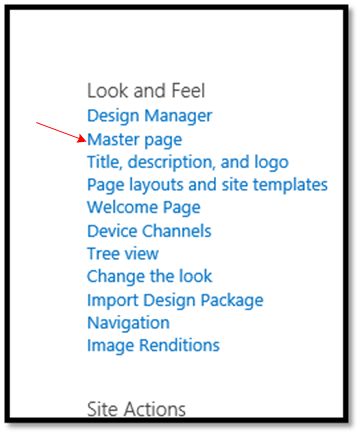 Look and Feel
Design Manager
Master page
Title, description, and logo
Page layouts and site templates
Welcome Page
Device Channels
Tree view
Change the look
Import Design Package
Navigation
Image Renditions
Site Actions